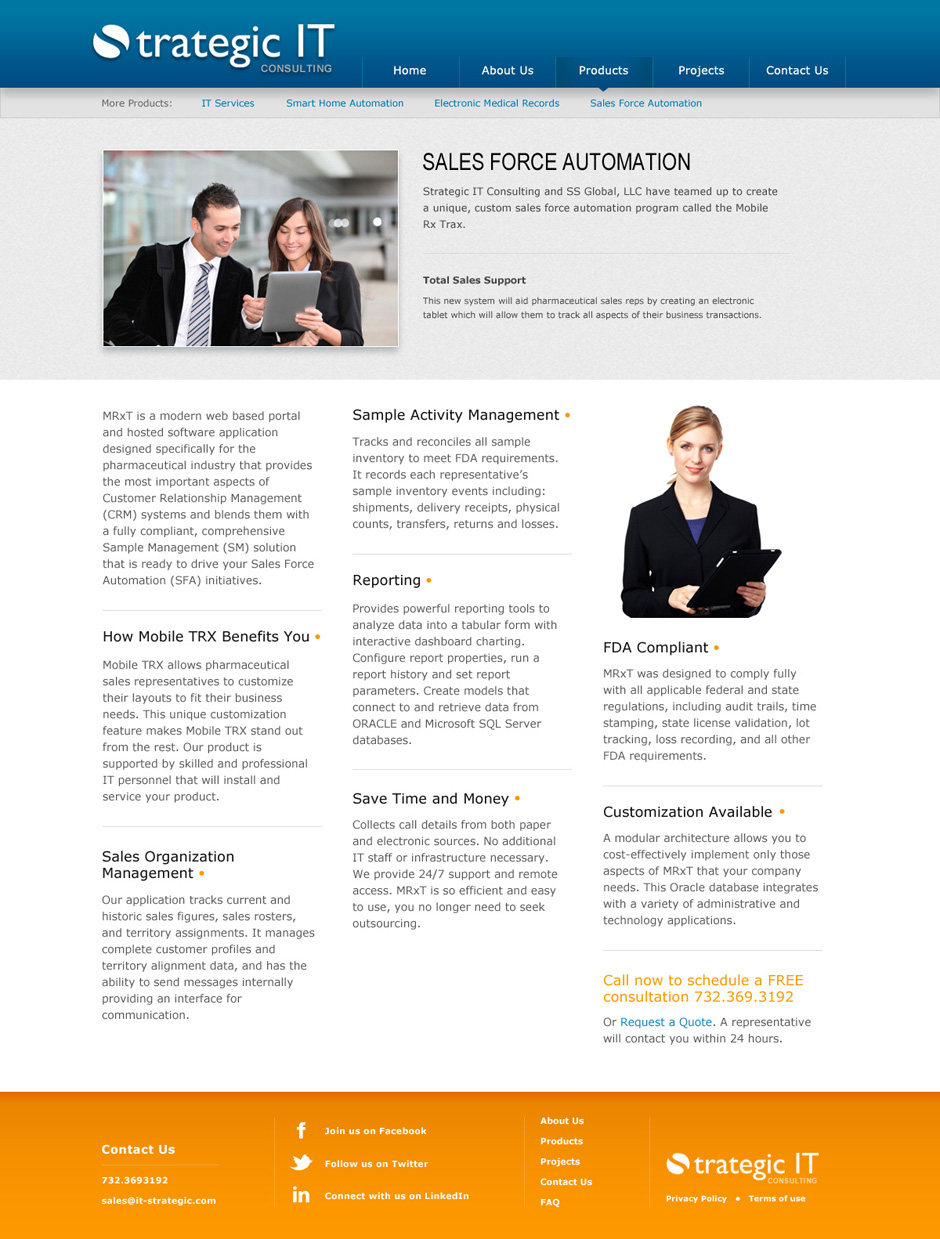 Strategic IT
CONSULTING
Home
About Us
Products
Projects
Contact Us
More Products:
IT Services
Smart Home Automation
Electronic Medical Records
Sales Force Automation
SALES FORCE AUTOMATION
Strategic IT Consulting and SS Global, LLC have teamed up to create
a unique, custom sales force automation program called the Mobile
Rx Trax.
Total Sales Support
This new system will aid pharmaceutical sales reps by creating an electronic
tablet which will allow them to track all aspects of their business transactions.
MRxT is a modern web based portal
and hosted software application
designed specifically for the
pharmaceutical industry that provides
the most important aspects of
Customer Relationship Management
(CRM) systems and blends them with
a fully compliant, comprehensive
Sample Management (SM) solution
that is ready to drive your Sales Force
Automation (SFA) initiatives.
How Mobile TRX Benefits You •
Mobile TRX allows pharmaceutical
sales representatives to customize
their layouts to fit their business
needs. This unique customization
feature makes Mobile TRX stand out
from the rest. Our product is
supported by skilled and professional
IT personnel that will install and
service your product.
Sales Organization
Management •
Our application tracks current and
historic sales figures, sales rosters,
and territory assignments. It manages
complete customer profiles and
territory alignment data, and has the
ability to send messages internally
providing an interface for
communication.
Sample Activity Management •
Tracks and reconciles all sample
inventory to meet FDA requirements.
It records each representative’s
sample inventory events including:
shipments, delivery receipts, physical
counts, transfers, returns and losses.
Reporting •
Provides powerful reporting tools to
analyze data into a tabular form with
interactive dashboard charting.
Configure report properties, run a
report history and set report
parameters. Create models that
connect to and retrieve data from
ORACLE and Microsoft SQL Server
databases.
Save Time and Money •
Collects call details from both paper
and electronic sources. No additional
IT staff or infrastructure necessary.
We provide 24/7 support and remote
access. MRxT is so efficient and easy
to use, you no longer need to seek
outsourcing.
FDA Compliant •
MRxT was designed to comply fully
with all applicable federal and state
regulations, including audit trails, time
stamping, state license validation, lot
tracking, loss recording, and all other
FDA requirements.
Customization Available •
A modular architecture allows you to
cost-effectively implement only those
aspects of MRxT that your company
needs. This Oracle database integrates
with a variety of administrative and
technology applications.
Call now to schedule a FREE
consultation 732.369.3192
Or Request a Quote. A representative
will contact you within 24 hours.
Contact Us
732.3693192
sales@it-strategic.com
f Join us on Facebook
Follow us on Twitter
in Connect with us on LinkedIn
About Us
Products
Projects
Contact Us
FAQ
Strategic IT
CONSULTING
Privacy Policy • Terms of use